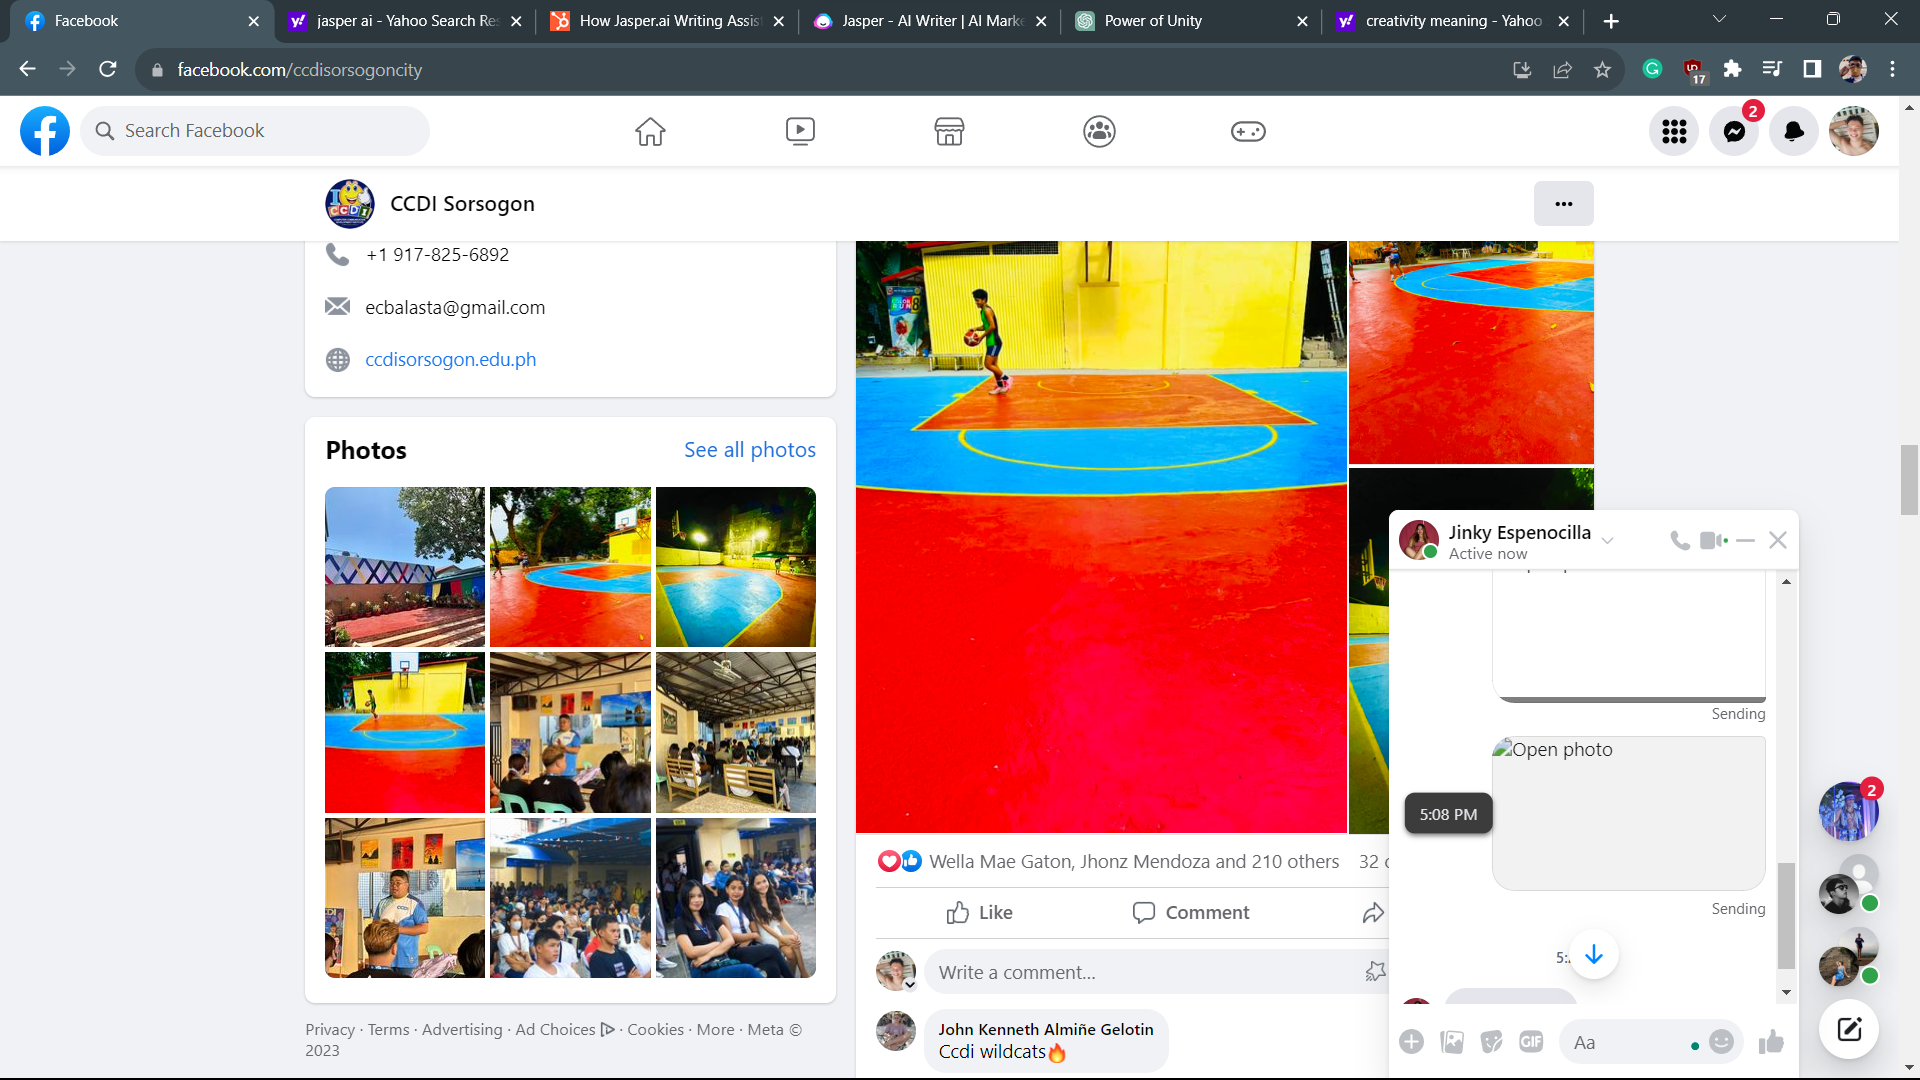 Facebook
jasper ai - Yahoo Search Res
How Jasper.ai Writing Assis
Jasper - AI Writer | AI Marke
Power of Unity
creativity meaning - Yahoo
facebook.com/ccdisorsogoncity
17
Search Facebook
2
CCDI Sorsogon
+1 917-825-6892
ecbalasta@gmail.com
ccdisorsogon.edu.ph
Photos
See all photos
Privacy · Terms · Advertising · Ad Choices · Cookies · More · Meta ©
2023
Wella Mae Gaton, Jhonz Mendoza and 210 others
32
Like
Comment
Write a comment...
John Kenneth Almiñe Gelotin
Ccdi wildcats🔥
Jinky Espenocilla
Active now
Sending
Open photo
5:08 PM
Sending
GIF
Aa
2